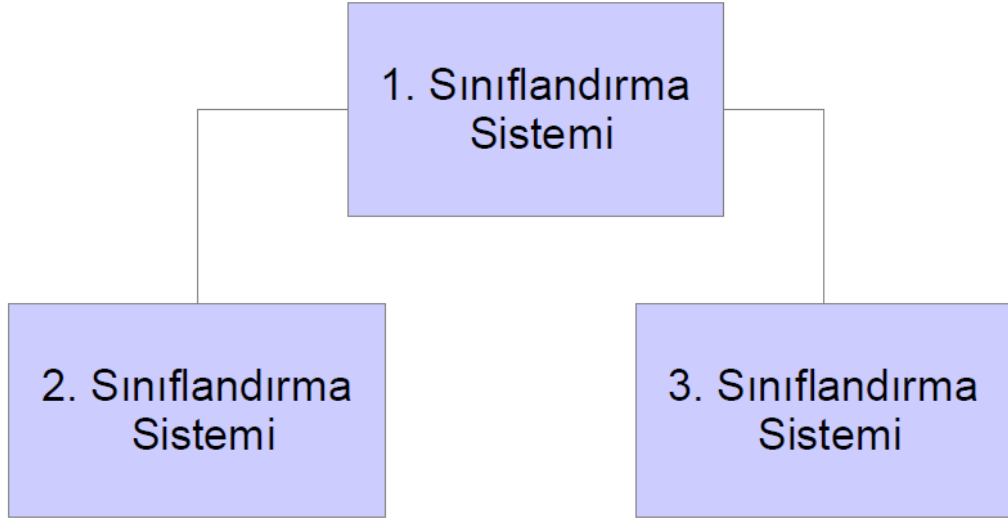 1. Sınıflandırma
Sistemi
2. Sınıflandırma
Sistemi
3. Sınıflandırma
Sistemi